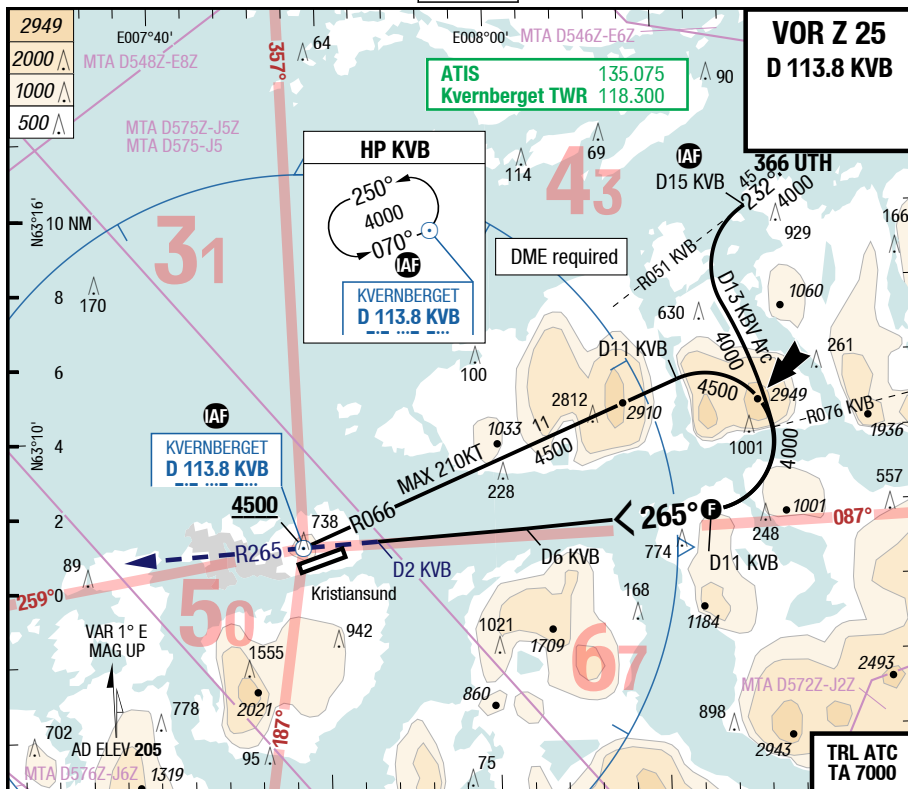 2949
2000
1000
500
E007°40'
E008°00'
MTA D546Z-E6Z
MTA D548Z-E8Z
64
357°
VOR Z 25
D 113.8 KVB
ATIS 135.075
Kvernberget TWR 118.300
90
MTA D575Z-J5Z
MTA D575-J5
HP KVB
250°
4000
070°
IAF
KVERNBERGET
D 113.8 KVB
69
114
43
IAF
D15 KVB
366 UTH
45
232°
4000
929
166
N63°16'
10 NM
31
DME required
R051 KVB
D13 KBV Arc
4000
1060
8
170
630
261
D11 KVB
6
100
2812
2910
4500
2949
R076 KVB
1936
IAF
KVERNBERGET
D 113.8 KVB
N63°10'
4
1033
11
4500
MAX 210KT
R066
228
1001
4000
557
4500
738
2
265°
F
1001
248
087°
R265
D2 KVB
D6 KVB
774
D11 KVB
89
259°
0
Kristiansund
50
168
1184
VAR 1° E
MAG UP
942
1021
1709
67
1555
2021
860
2493
MTA D572Z-J2Z
778
187°
898
2943
702
AD ELEV 205
95
75
MTA D576Z-J6Z
1319
TRL ATC
TA 7000